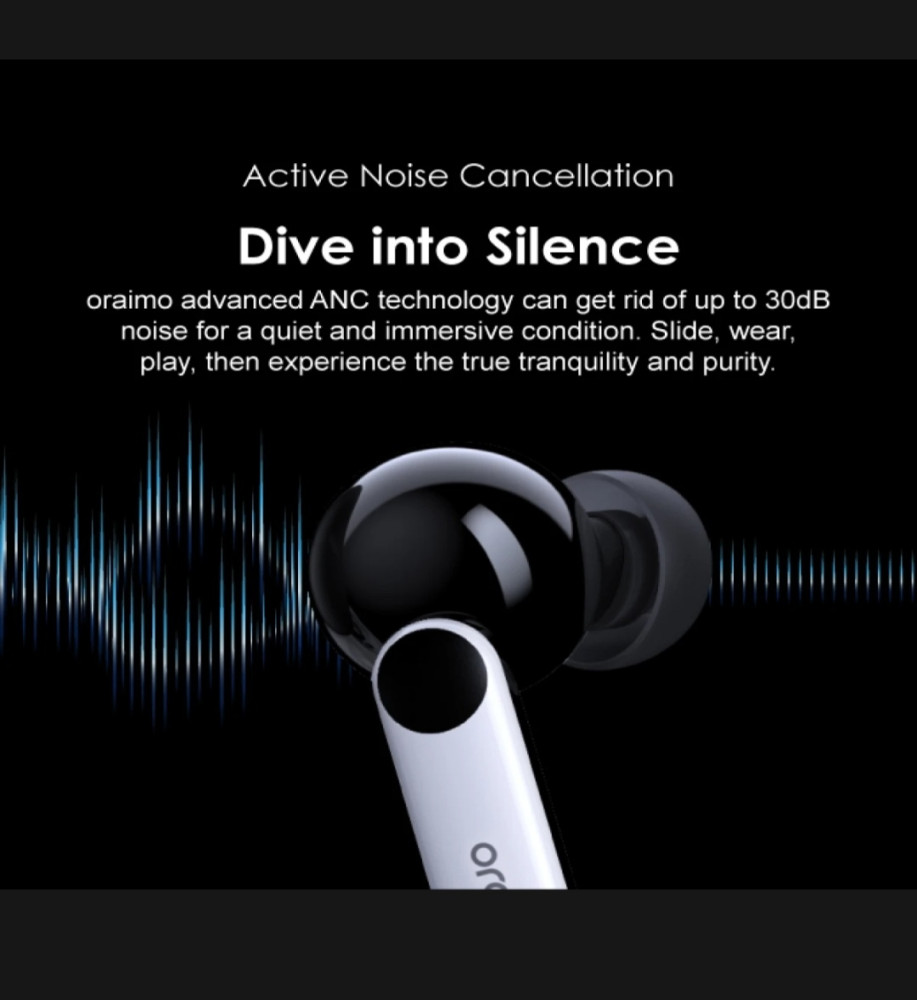 Active Noise Cancellation
Dive into Silence
oraimo advanced ANC technology can get rid of up to 30dB
noise for a quiet and immersive condition. Slide, wear,
play, then experience the true tranquility and purity.